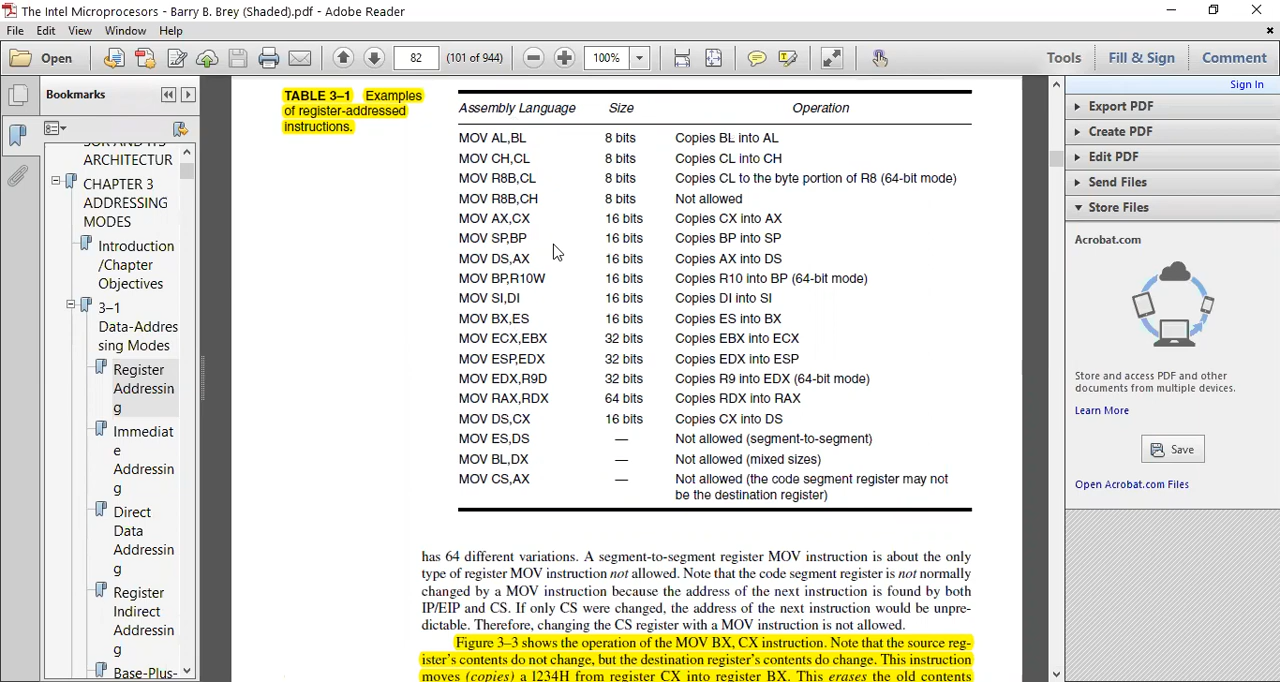 The Intel Microprocesors - Barry B. Brey (Shaded).pdf - Adobe Reader
File Edit View Window Help
Open 82 (101 of 944) 100% Tools Fill & Sign Comment
Bookmarks
ARCHITECTUR
CHAPTER 3
ADDRESSING
MODES
Introduction
/Chapter
Objectives
3–1
Data-Addres
sing Modes
Register
Addressin
g
Immediat
e
Addressin
g
Direct
Data
Addressin
g
Register
Indirect
Addressin
g
Base-Plus-
TABLE 3–1 Examples
of register-addressed
instructions.
Assembly Language Size Operation
MOV AL,BL 8 bits Copies BL into AL
MOV CH,CL 8 bits Copies CL into CH
MOV R8B,CL 8 bits Copies CL to the byte portion of R8 (64-bit mode)
MOV R8B,CH 8 bits Not allowed
MOV AX,CX 16 bits Copies CX into AX
MOV SP,BP 16 bits Copies BP into SP
MOV DS,AX 16 bits Copies AX into DS
MOV BP,R10W 16 bits Copies R10 into BP (64-bit mode)
MOV SI,DI 16 bits Copies DI into SI
MOV BX,ES 16 bits Copies ES into BX
MOV ECX,EBX 32 bits Copies EBX into ECX
MOV ESP,EDX 32 bits Copies EDX into ESP
MOV EDX,R9D 32 bits Copies R9 into EDX (64-bit mode)
MOV RAX,RDX 64 bits Copies RDX into RAX
MOV DS,CX 16 bits Copies CX into DS
MOV ES,DS — Not allowed (segment-to-segment)
MOV BL,DX — Not allowed (mixed sizes)
MOV CS,AX — Not allowed (the code segment register may not
be the destination register)
has 64 different variations. A segment-to-segment register MOV instruction is about the only
type of register MOV instruction not allowed. Note that the code segment register is not normally
changed by a MOV instruction because the address of the next instruction is found by both
IP/EIP and CS. If only CS were changed, the address of the next instruction would be unpre-
dictable. Therefore, changing the CS register with a MOV instruction is not allowed.
Figure 3–3 shows the operation of the MOV BX, CX instruction. Note that the source reg-
ister's contents do not change, but the destination register's contents do change. This instruction
moves (copies) a 1234H from register CX into register BX. This erases the old contents
Sign In
Export PDF
Create PDF
Edit PDF
Send Files
Store Files
Acrobat.com
Store and access PDF and other
documents from multiple devices.
Learn More
Save
Open Acrobat.com Files